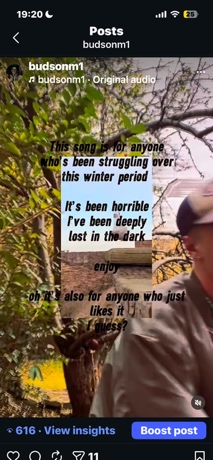 19:20
25
Posts
budsonm1
budsonm1
♫ budsonm1 · Original audio
This song is for anyone
who's been struggling over
this winter period
It's been horrible
I've been deeply
lost in the dark
enjoy
oh it's also for anyone who just
likes it
I guess?
616 · View insights
Boost post
11